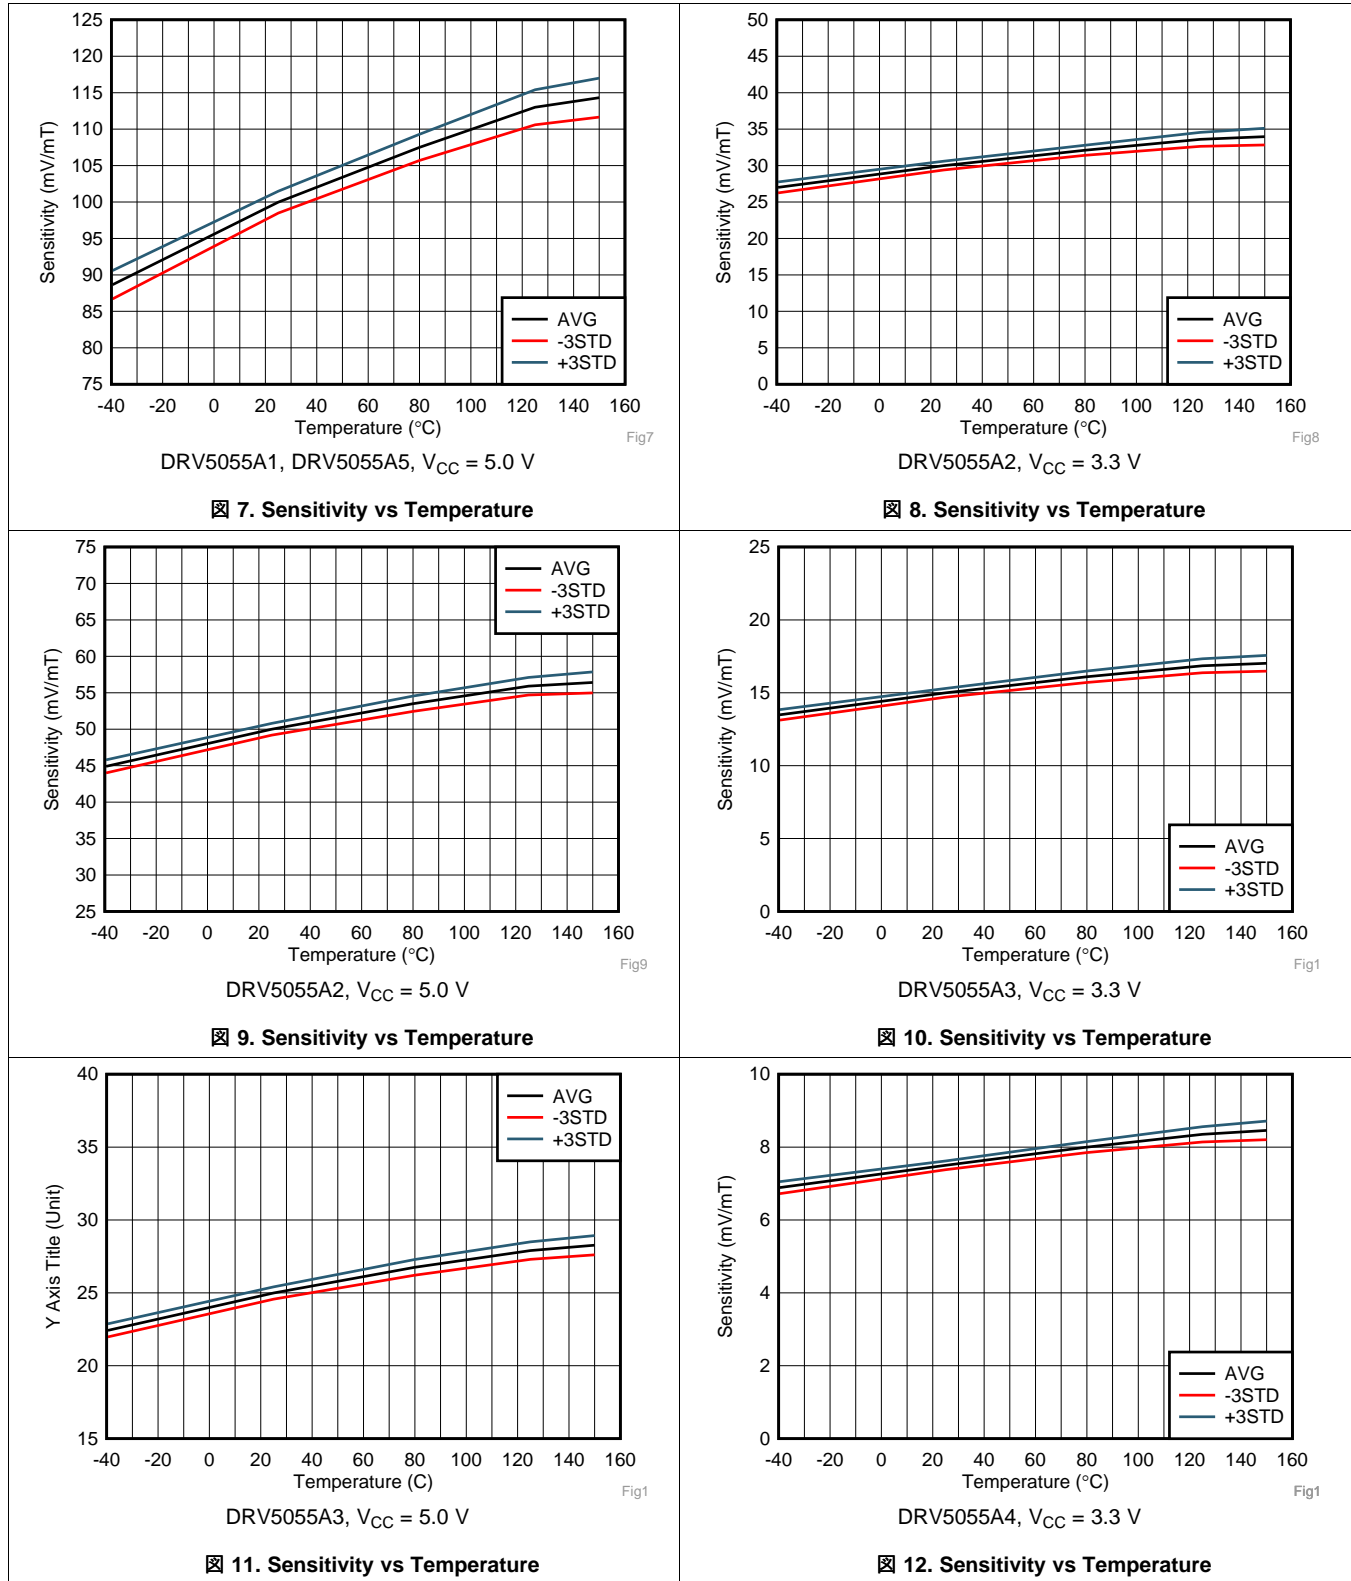 125
120
115
110
105
100
95
90
85
80
75
Sensitivity (mV/mT)
AVG
-3STD
+3STD
-40 -20 0 20 40 60 80 100 120 140 160
Temperature (°C)
Fig7
DRV5055A1, DRV5055A5, VCC = 5.0 V
図 7. Sensitivity vs Temperature
50
45
40
35
30
25
20
15
10
5
0
Sensitivity (mV/mT)
AVG
-3STD
+3STD
-40 -20 0 20 40 60 80 100 120 140 160
Temperature (°C)
Fig8
DRV5055A2, VCC = 3.3 V
図 8. Sensitivity vs Temperature
75
70
65
60
55
50
45
40
35
30
25
Sensitivity (mV/mT)
AVG
-3STD
+3STD
-40 -20 0 20 40 60 80 100 120 140 160
Temperature (°C)
Fig9
DRV5055A2, VCC = 5.0 V
図 9. Sensitivity vs Temperature
25
20
15
10
5
0
Sensitivity (mV/mT)
AVG
-3STD
+3STD
-40 -20 0 20 40 60 80 100 120 140 160
Temperature (°C)
Fig1
DRV5055A3, VCC = 3.3 V
図 10. Sensitivity vs Temperature
40
35
30
25
20
15
Y Axis Title (Unit)
AVG
-3STD
+3STD
-40 -20 0 20 40 60 80 100 120 140 160
Temperature (C)
Fig1
DRV5055A3, VCC = 5.0 V
図 11. Sensitivity vs Temperature
10
8
6
4
2
0
Sensitivity (mV/mT)
AVG
-3STD
+3STD
-40 -20 0 20 40 60 80 100 120 140 160
Temperature (°C)
Fig1
DRV5055A4, VCC = 3.3 V
図 12. Sensitivity vs Temperature